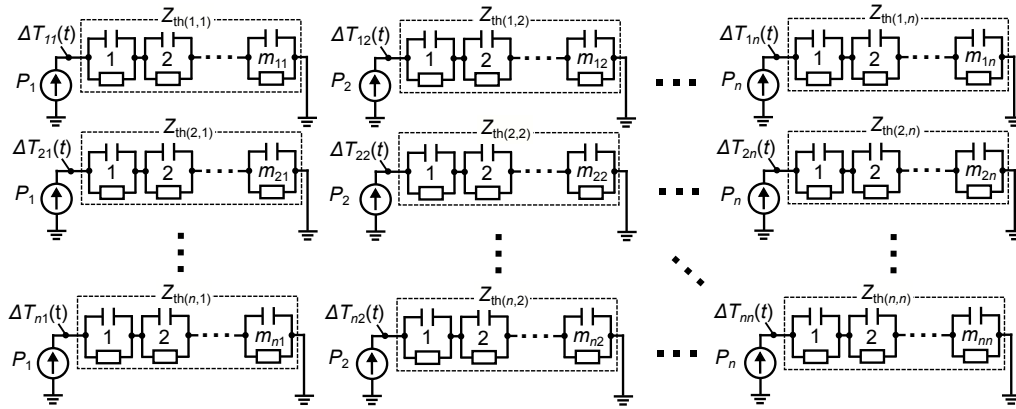 Z_th(1,1) Z_th(1,2) Z_th(1,n)
ΔT_11(t) ΔT_12(t) ΔT_1n(t)
1 2 m_11 1 2 m_12 1 2 m_1n
P_1 P_2 P_n
Z_th(2,1) Z_th(2,2) Z_th(2,n)
ΔT_21(t) ΔT_22(t) ΔT_2n(t)
1 2 m_21 1 2 m_22 1 2 m_2n
P_1 P_2 P_n
Z_th(n,1) Z_th(n,2) Z_th(n,n)
ΔT_n1(t) ΔT_n2(t) ΔT_nn(t)
1 2 m_n1 1 2 m_n2 1 2 m_nn
P_1 P_2 P_n